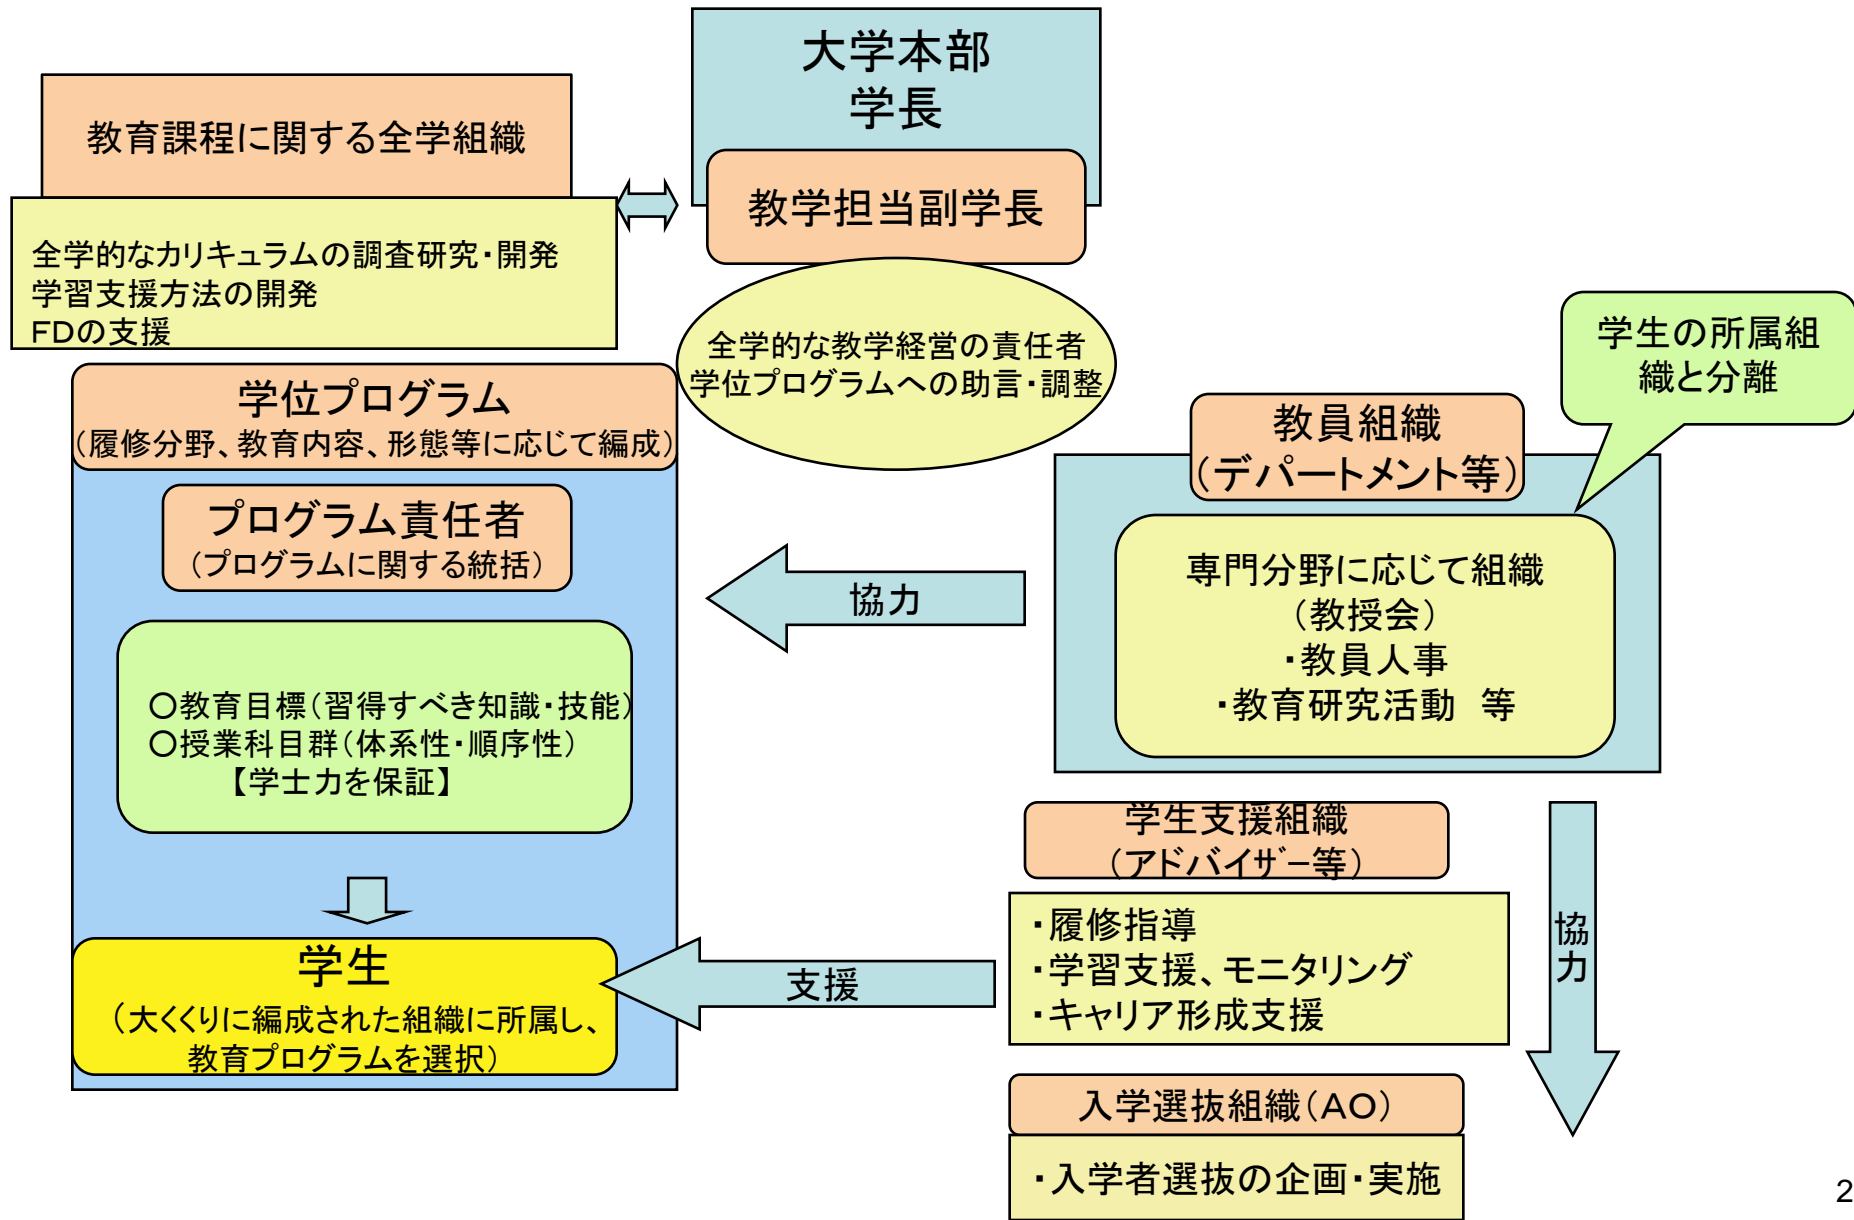 大学本部
学長
教学担当副学長
教育課程に関する全学組織
全学的なカリキュラムの調査研究・開発
学習支援方法の開発
FDの支援
全学的な教学経営の責任者
学位プログラムへの助言・調整
学生の所属組
織と分離
学位プログラム
(履修分野、教育内容、形態等に応じて編成)
プログラム責任者
(プログラムに関する統括)
○教育目標(習得すべき知識・技能)
○授業科目群(体系性・順序性)
【学士力を保証】
学生
(大くくりに編成された組織に所属し、
教育プログラムを選択)
協力
教員組織
(デパートメント等)
専門分野に応じて組織
(教授会)
・教員人事
・教育研究活動　等
学生支援組織
(アドバイザー等)
・履修指導
・学習支援、モニタリング
・キャリア形成支援
支援
協
力
入学選抜組織(AO)
・入学者選抜の企画・実施
2